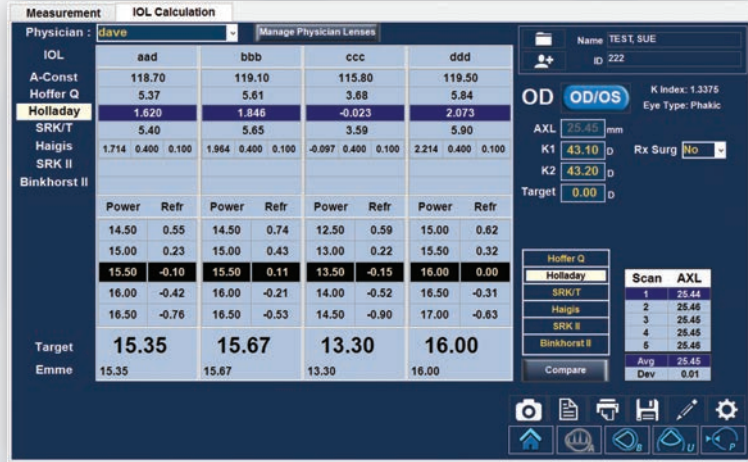 Measurement IOL Calculation
Physician : dave Manage Physician Lenses
IOL aad bbb ccc ddd
A-Const 118.70 119.10 115.80 119.50
Hoffer Q 5.37 5.61 3.68 5.84
Holladay 1.620 1.846 -0.023 2.073
SRK/T 5.40 5.65 3.59 5.90
Haigis 1.714 0.400 0.100 1.964 0.400 0.100 -0.097 0.400 0.100 2.214 0.400 0.100
SRK II
Binkhorst II
Power Refr Power Refr Power Refr Power Refr
14.50 0.55 14.50 0.74 12.50 0.59 15.00 0.62
15.00 0.23 15.00 0.43 13.00 0.22 15.50 0.32
15.50 -0.10 15.50 0.11 13.50 -0.15 16.00 0.00
16.00 -0.42 16.00 -0.21 14.00 -0.52 16.50 -0.31
16.50 -0.76 16.50 -0.53 14.50 -0.90 17.00 -0.63
Target 15.35 15.67 13.30 16.00
Emme 15.35 15.67 13.30 16.00
Name TEST, SUE
ID 222
OD OD/OS K Index: 1.3375
Eye Type: Phakic
AXL 25.45 mm
K1 43.10 D Rx Surg No
K2 43.20 D
Target 0.00 D
Hoffer Q
Holladay
SRK/T
Haigis
SRK II
Binkhorst II
Compare
Scan AXL
1 25.44
2 25.46
3 25.45
4 25.45
5 25.46
Avg 25.45
Dev 0.01
A B U P